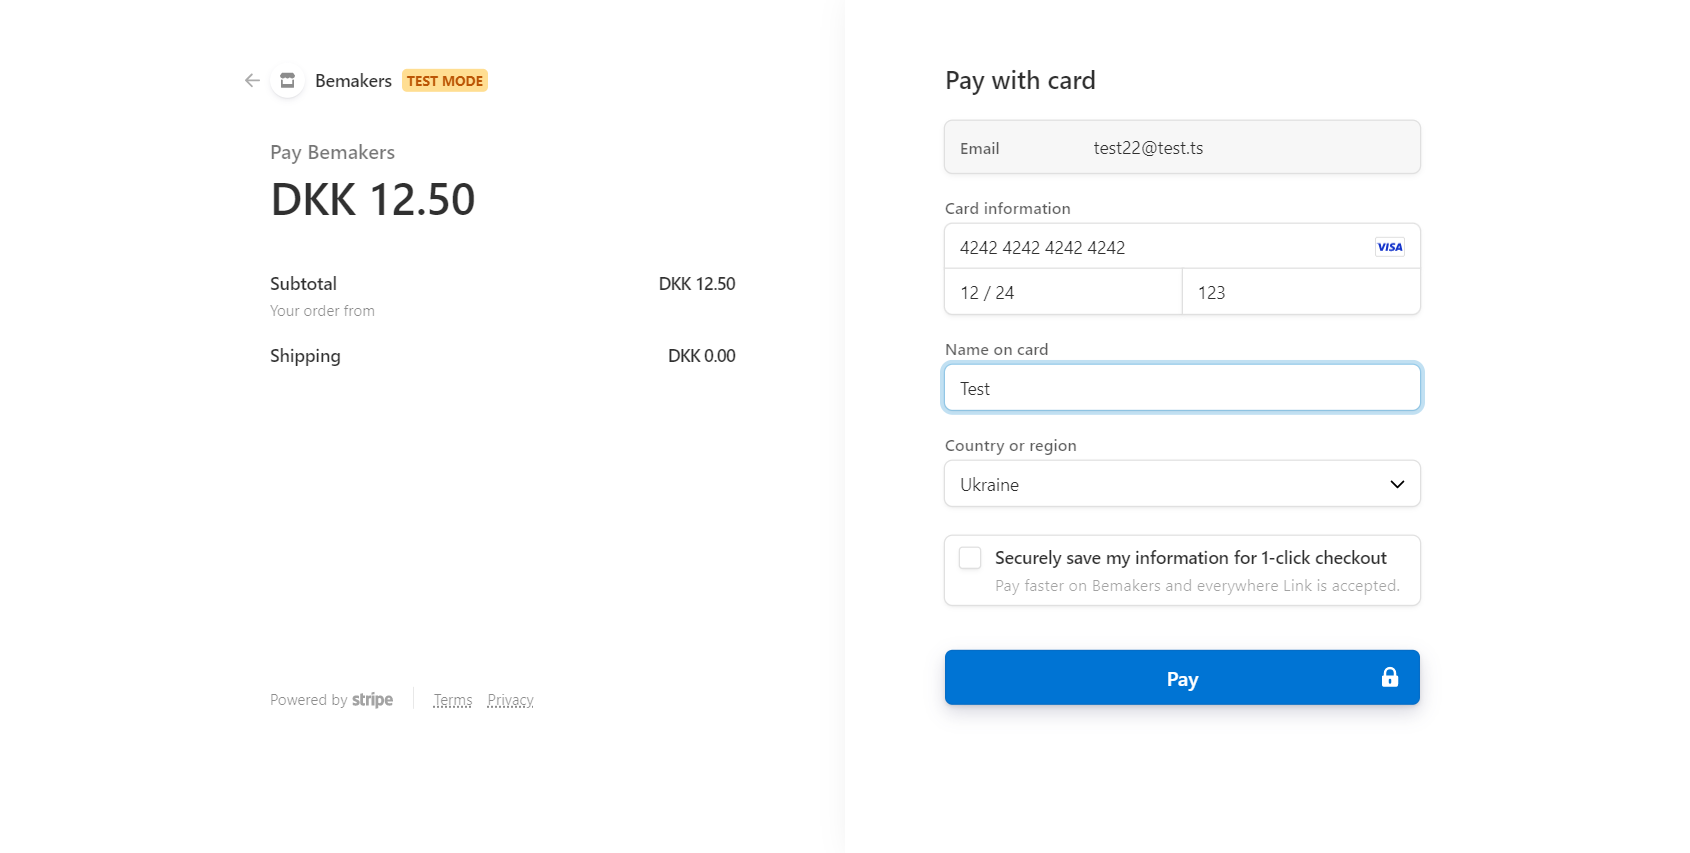 Bemakers TEST MODE
Pay Bemakers
DKK 12.50
Subtotal DKK 12.50
Your order from
Shipping DKK 0.00
Powered by stripe Terms Privacy
Pay with card
Email test22@test.ts
Card information
4242 4242 4242 4242 VISA
12 / 24 123
Name on card
Test
Country or region
Ukraine
Securely save my information for 1-click checkout
Pay faster on Bemakers and everywhere Link is accepted.
Pay